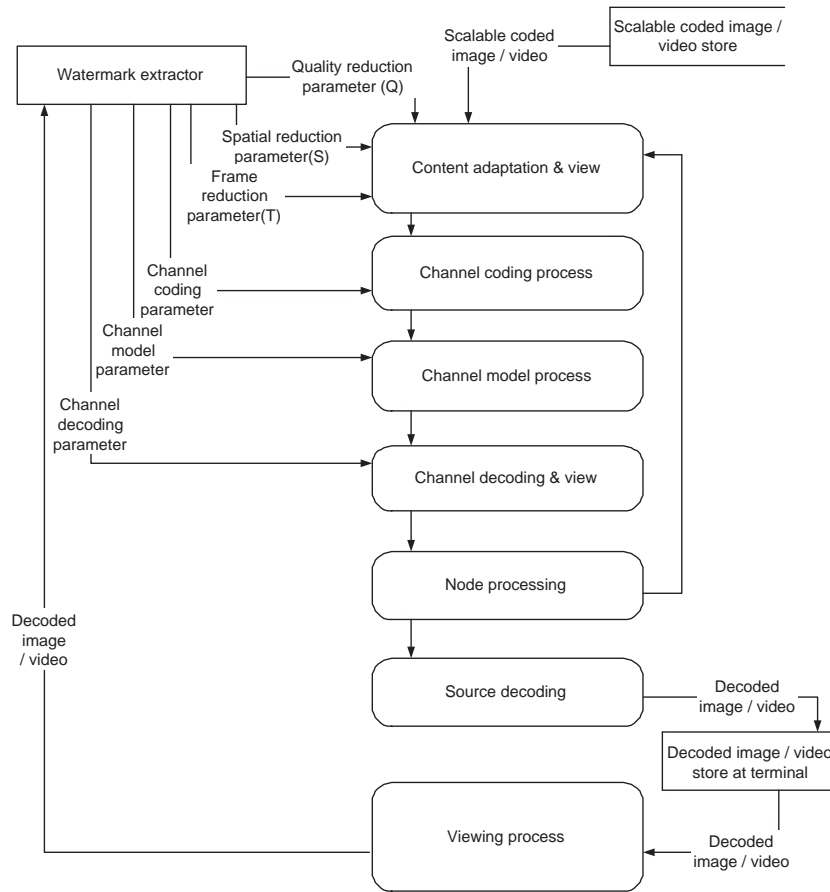 Scalable coded image /
video store
Scalable coded
image / video
Watermark extractor
Quality reduction
parameter (Q)
Spatial reduction
parameter(S)
Content adaptation & view
Frame
reduction
parameter(T)
Channel coding process
Channel
coding
parameter
Channel
model
parameter
Channel model process
Channel
decoding
parameter
Channel decoding & view
Node processing
Decoded
image
/ video
Source decoding
Decoded
image / video
Decoded image / video
store at terminal
Viewing process
Decoded
image / video